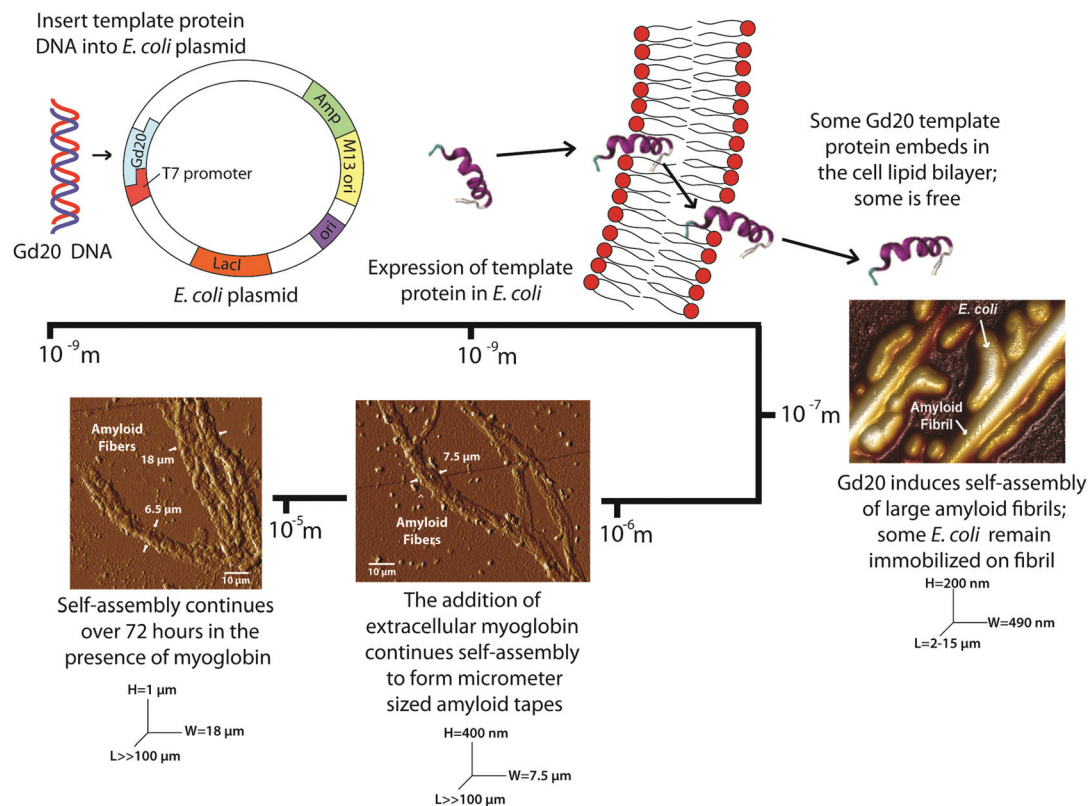 Insert template protein
DNA into E. coli plasmid
Amp
M13 ori
ori
LacI
Gd20
T7 promoter
Gd20 DNA
E. coli plasmid
Expression of template
protein in E. coli
Some Gd20 template
protein embeds in
the cell lipid bilayer;
some is free
10⁻⁹m
10⁻⁹m
10⁻⁷m
10⁻⁶m
10⁻⁵m
E. coli
Amyloid
Fibril
Gd20 induces self-assembly
of large amyloid fibrils;
some E. coli remain
immobilized on fibril
H=200 nm
W=490 nm
L=2-15 µm
7.5 µm
Amyloid
Fibers
10 µm
The addition of
extracellular myoglobin
continues self-assembly
to form micrometer
sized amyloid tapes
H=400 nm
W=7.5 µm
L>>100 µm
Amyloid
Fibers
18 µm
6.5 µm
10 µm
Self-assembly continues
over 72 hours in the
presence of myoglobin
H=1 µm
W=18 µm
L>>100 µm